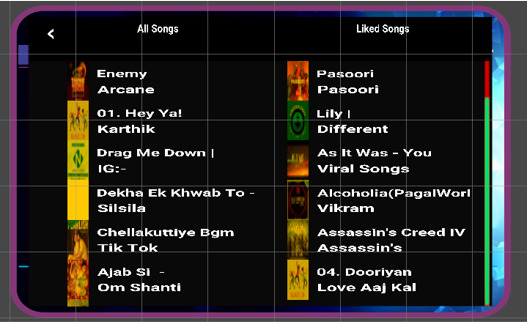 All Songs
Liked Songs
Enemy
Arcane
01. Hey Ya!
Karthik
Drag Me Down |
IG:-
Dekha Ek Khwab To -
Silsila
Chellakuttiye Bgm
Tik Tok
Ajab Si -
Om Shanti
Pasoori
Pasoori
Lily |
Different
As It Was - You
Viral Songs
Alcoholia(PagalWorl
Vikram
Assassin's Creed IV
Assassin's
04. Dooriyan
Love Aaj Kal